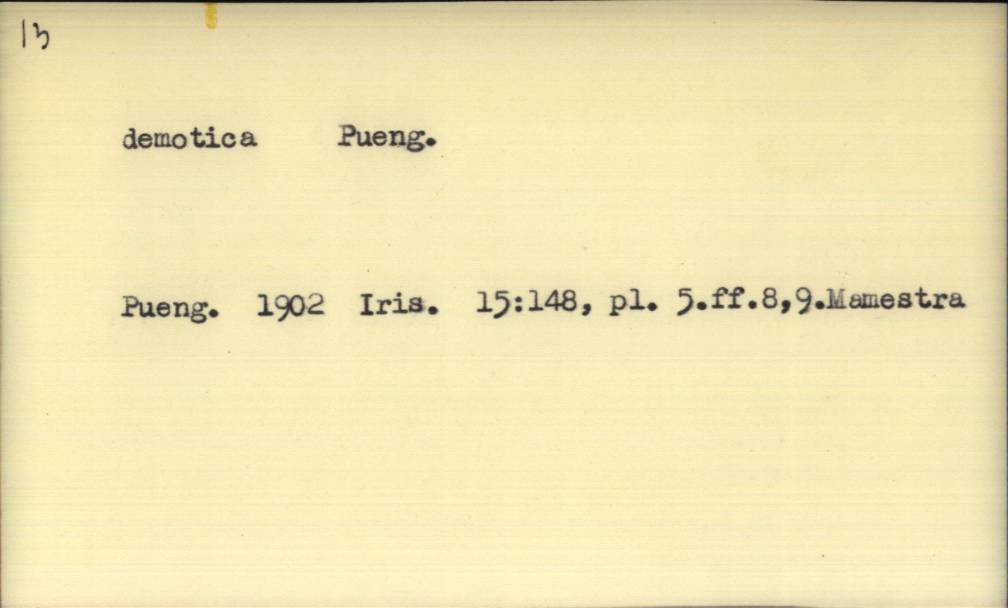 13
demotica Pueng.
Pueng. 1902 Iris. 15:148, pl. 5.ff.8,9.Mamestra